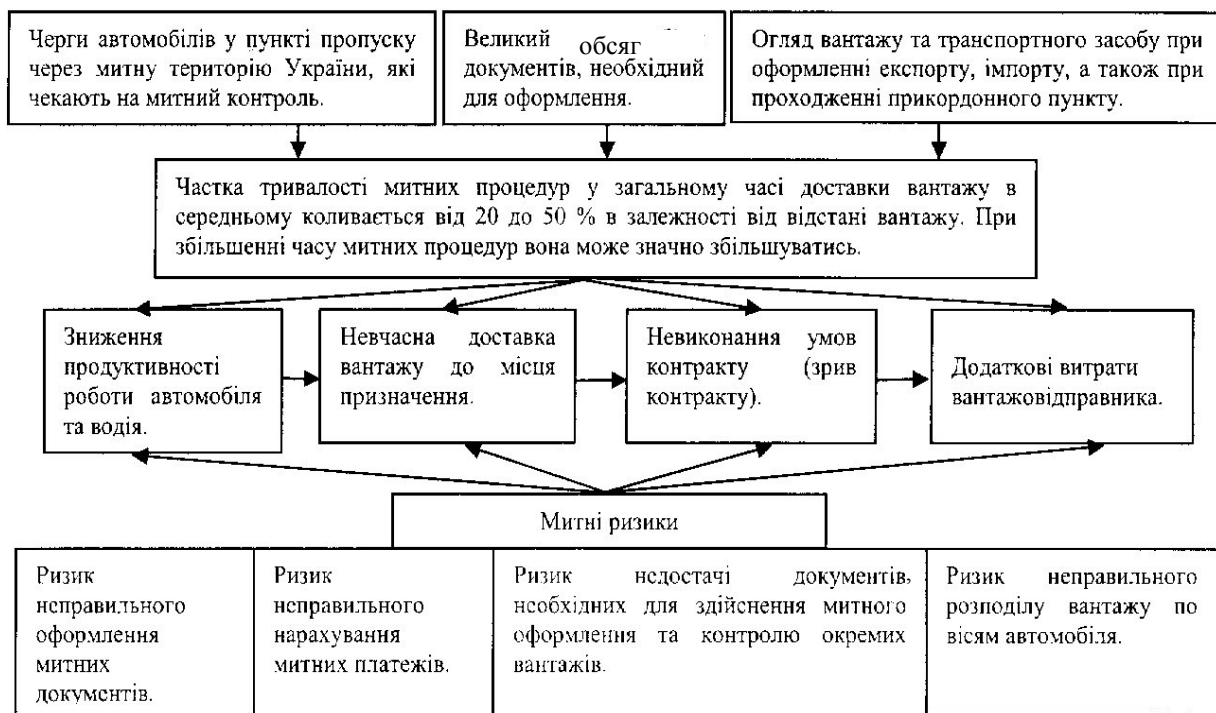 Черги автомобілів у пункті пропуску
через митну територію України, які
чекають на митний контроль.
Великий обсяг
документів, необхідний
для оформлення.
Огляд вантажу та транспортного засобу при
оформленні експорту, імпорту, а також при
проходженні прикордонного пункту.
Частка тривалості митних процедур у загальному часі доставки вантажу в
середньому коливається від 20 до 50 % в залежності від відстані вантажу. При
збільшенні часу митних процедур вона може значно збільшуватись.
Зниження
продуктивності
роботи автомобіля
та водія.
Невчасна доставка
вантажу до місця
призначення.
Невиконання умов
контракту (зрив
контракту).
Додаткові витрати
вантажовідправника.
Митні ризики
Ризик
неправильного
оформлення
митних
документів.
Ризик
неправильного
нарахування
митних платежів.
Ризик недостачі документів,
необхідних для здійснення митного
оформлення та контролю окремих
вантажів.
Ризик неправильного
розподілу вантажу по
вісям автомобіля.